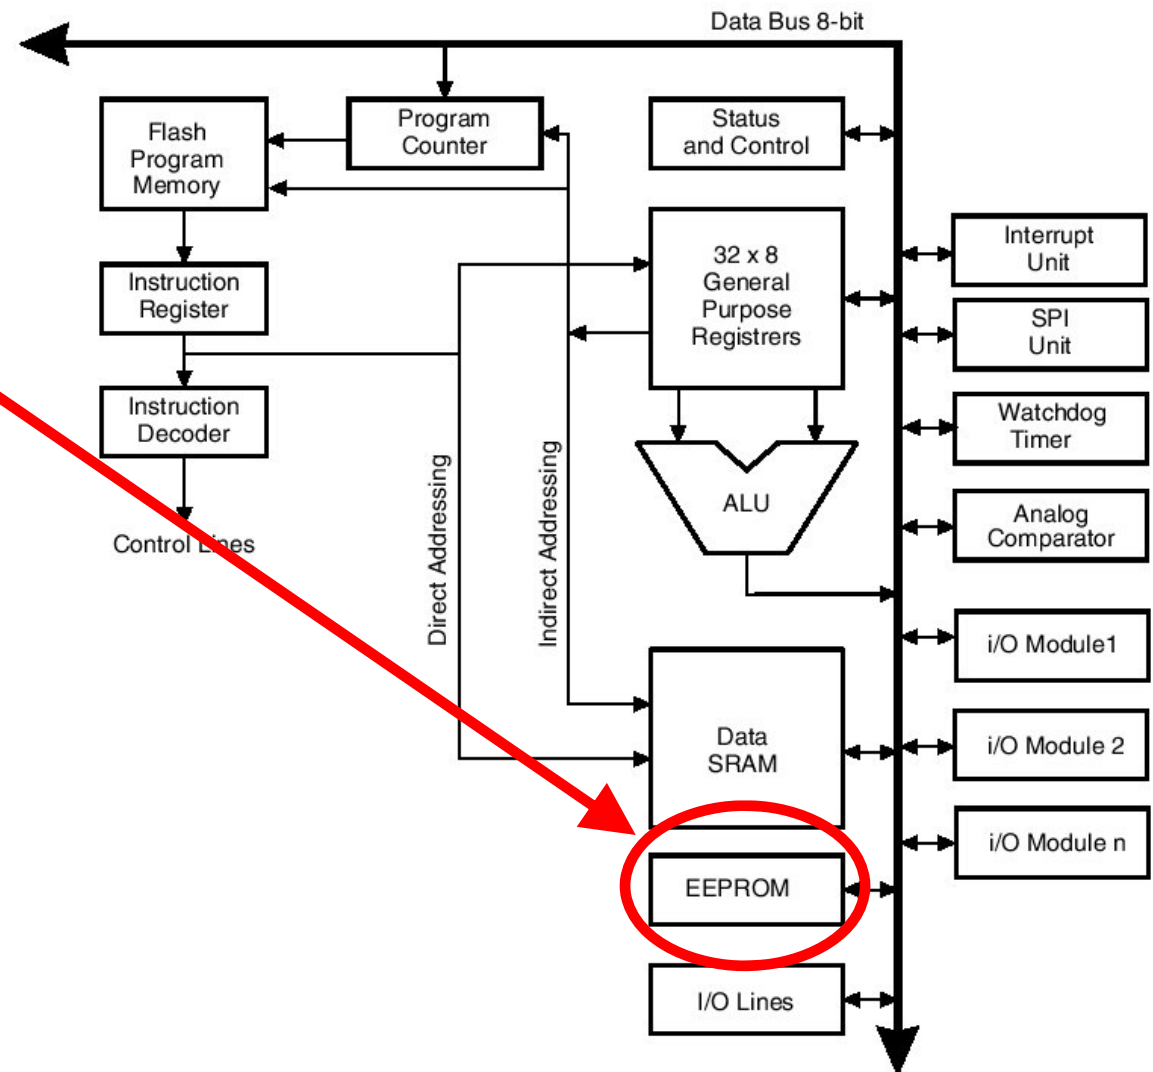 Data Bus 8-bit
Flash
Program
Memory
Program
Counter
Status
and Control
Instruction
Register
32 x 8
General
Purpose
Registrers
Interrupt
Unit
SPI
Unit
Instruction
Decoder
Watchdog
Timer
Control Lines
Direct Addressing
Indirect Addressing
ALU
Analog
Comparator
i/O Module1
Data
SRAM
i/O Module 2
i/O Module n
EEPROM
I/O Lines